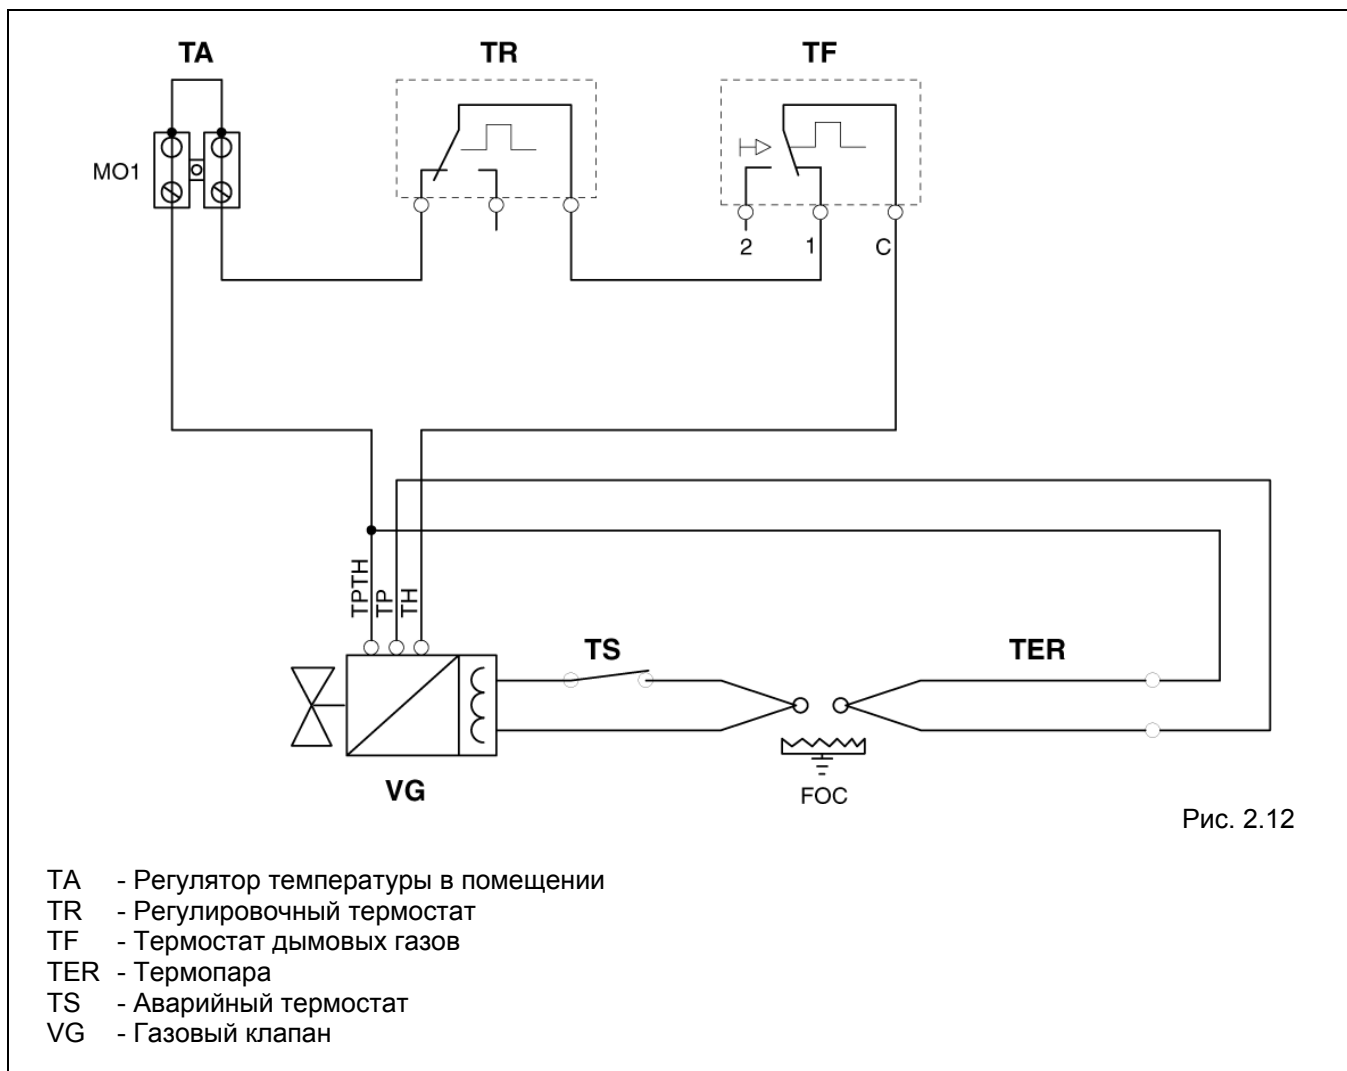 TA
TR
TF
MO1
2
1
C
TPTH
TP
TH
TS
TER
VG
FOC
Рис. 2.12
TA - Регулятор температуры в помещении
TR - Регулировочный термостат
TF - Термостат дымовых газов
TER - Термопара
TS - Аварийный термостат
VG - Газовый клапан